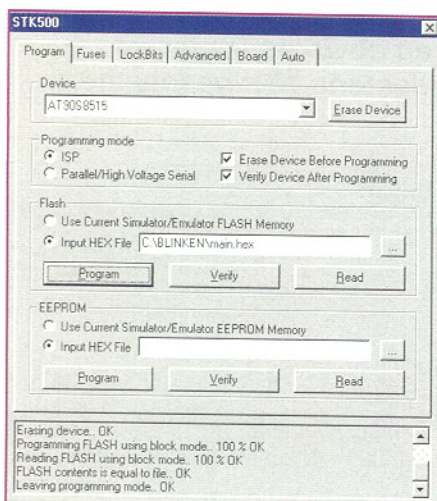 STK500
Program Fuses LockBits Advanced Board Auto
Device
AT90S8515 Erase Device
Programming mode
ISP Erase Device Before Programming
Parallel/High Voltage Serial Verify Device After Programming
Flash
Use Current Simulator/Emulator FLASH Memory
Input HEX File C:\BLINKEN\main.hex ...
Program Verify Read
EEPROM
Use Current Simulator/Emulator EEPROM Memory
Input HEX File ...
Program Verify Read
Erasing device.. OK
Programming FLASH using block mode.. 100 % OK
Reading FLASH using block mode.. 100 % OK
FLASH contents is equal to file.. OK
Leaving programming mode.. OK